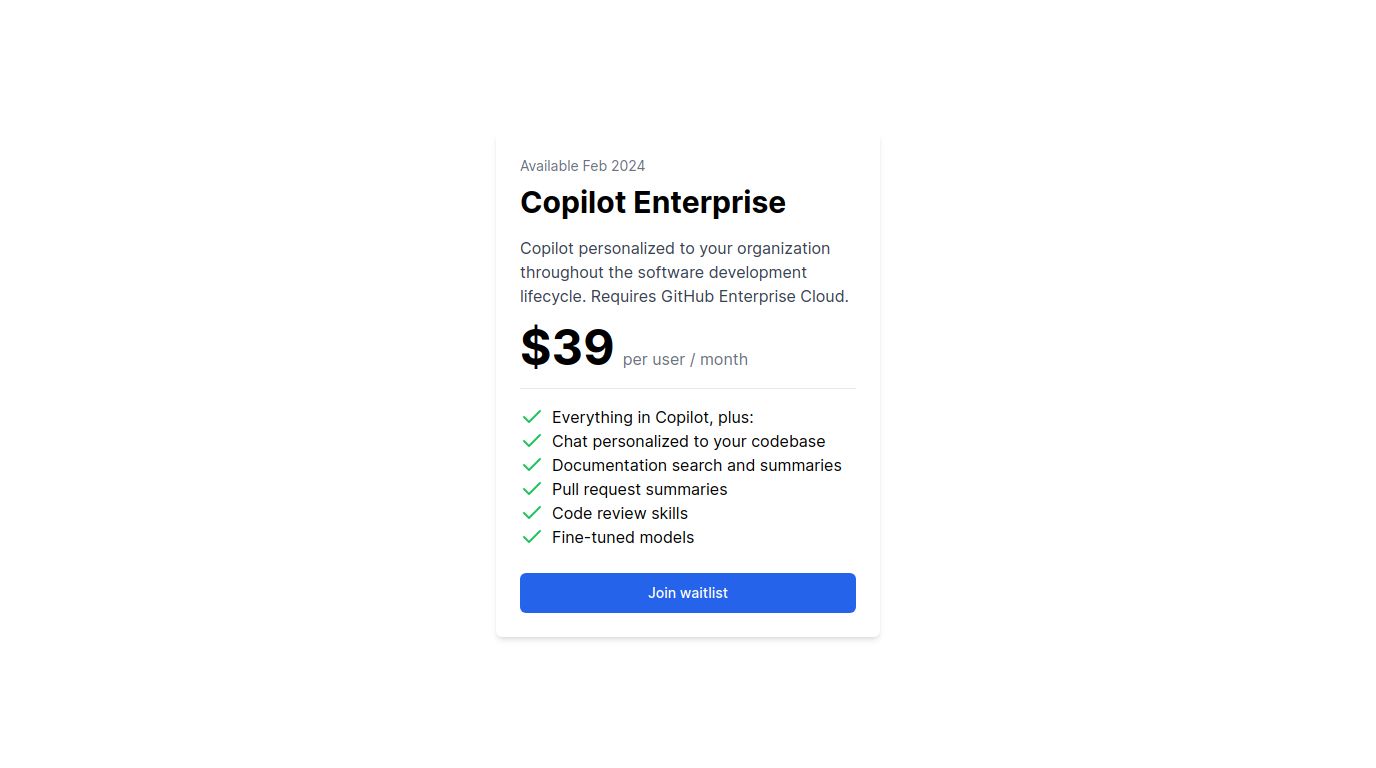 Available Feb 2024
Copilot Enterprise
Copilot personalized to your organization
throughout the software development
lifecycle. Requires GitHub Enterprise Cloud.
$39 per user / month
Everything in Copilot, plus:
Chat personalized to your codebase
Documentation search and summaries
Pull request summaries
Code review skills
Fine-tuned models
Join waitlist